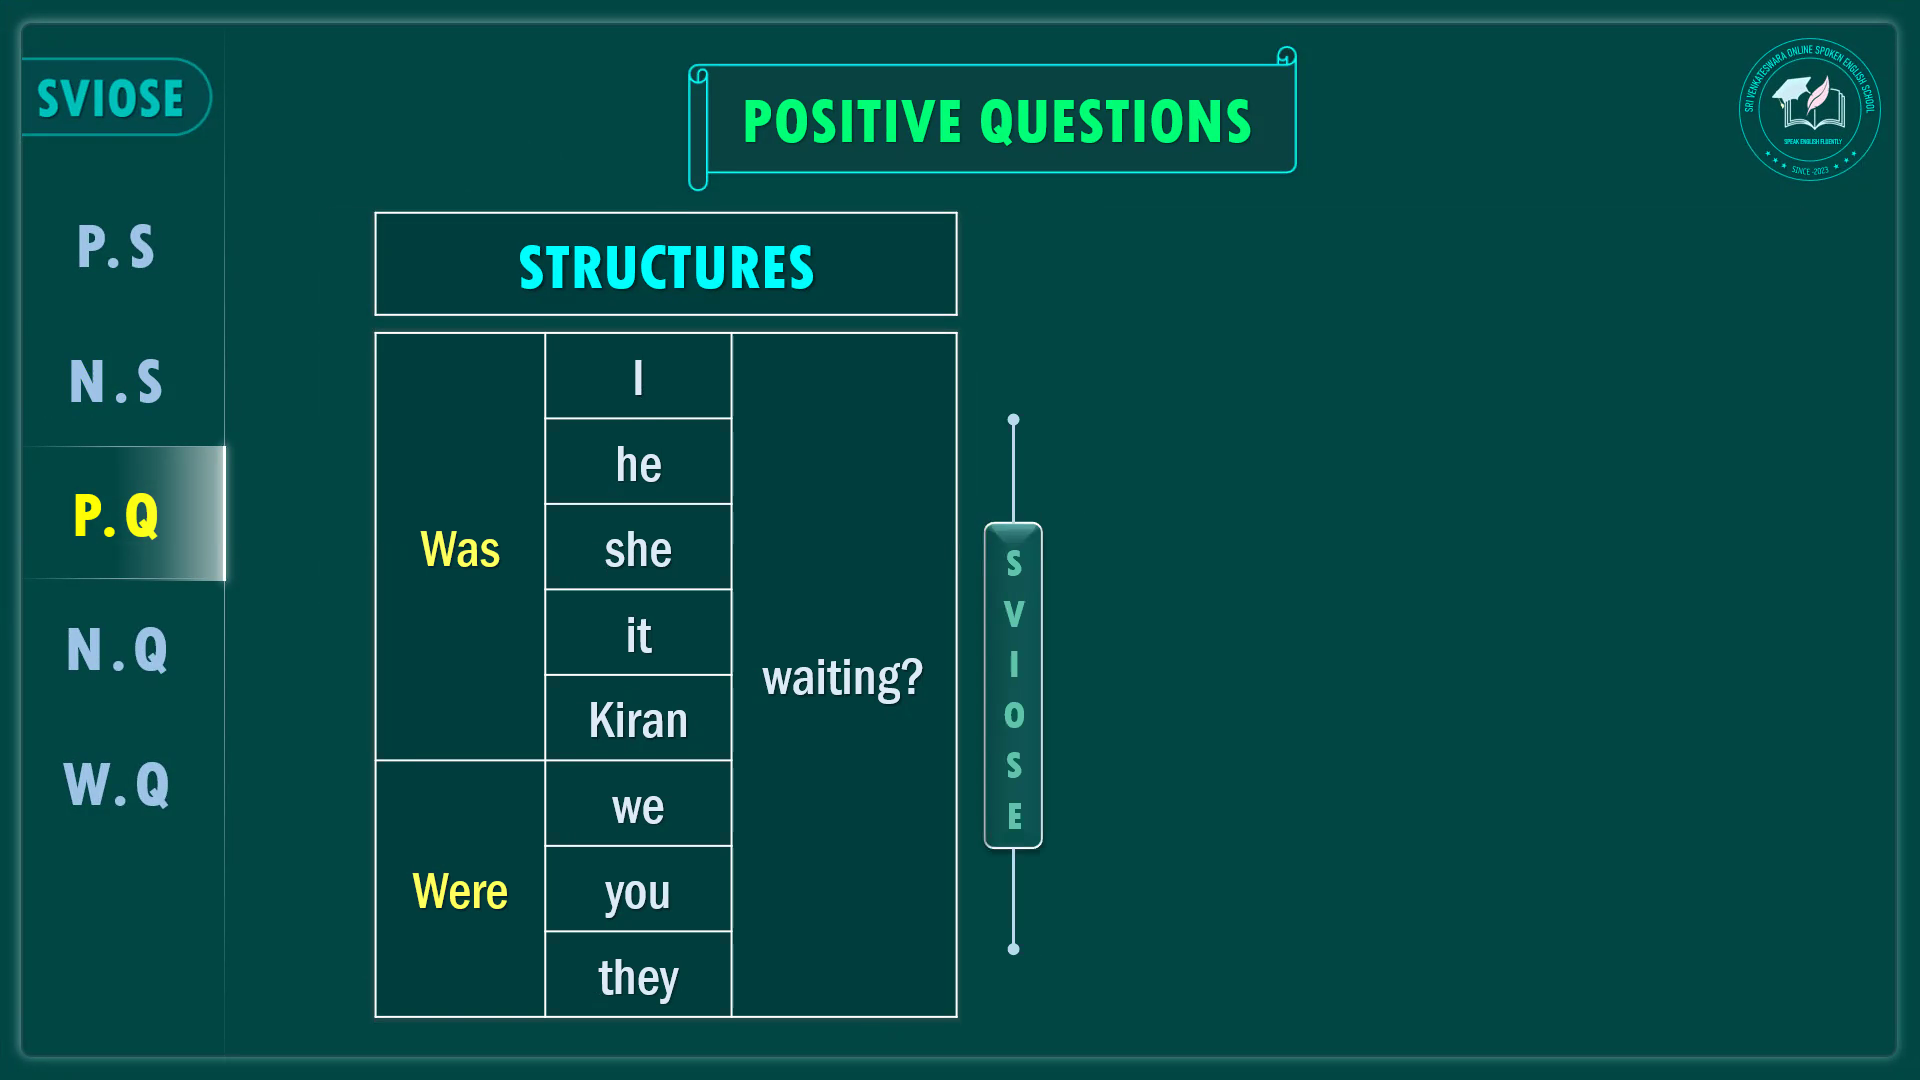 SVIOSE
POSITIVE QUESTIONS
SRI VENKATESWARA ONLINE SPOKEN ENGLISH SCHOOL
SPEAK ENGLISH FLUENTLY
SINCE -2023
P.S
N.S
P.Q
N.Q
W.Q
STRUCTURES
Was
I
he
she
it
Kiran
Were
we
you
they
waiting?
S
V
I
O
S
E